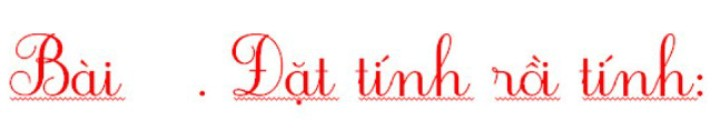 Bài . Đặt tính rồi tính: